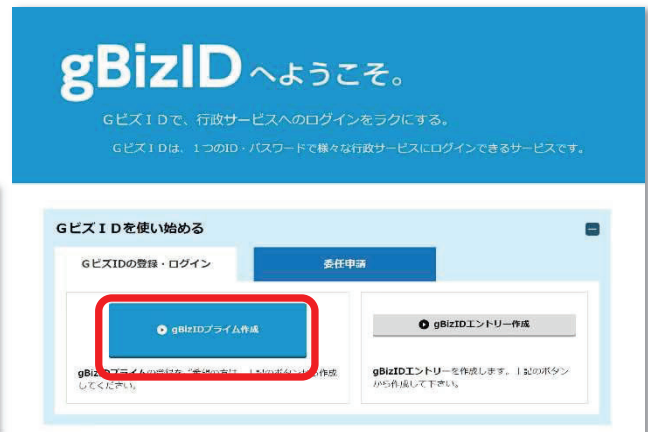 gBizIDへようこそ。
GビズIDで、行政サービスへのログインをラクにする。
GビズIDは、1つのID・パスワードで様々な行政サービスにログインできるサービスです。
GビズIDを使い始める
GビズIDの登録・ログイン
委任申請
gBizIDプライム作成
gBizIDエントリー作成
してください。
gBizIDエントリーを作成します。上記のボタン
から作成して下さい。